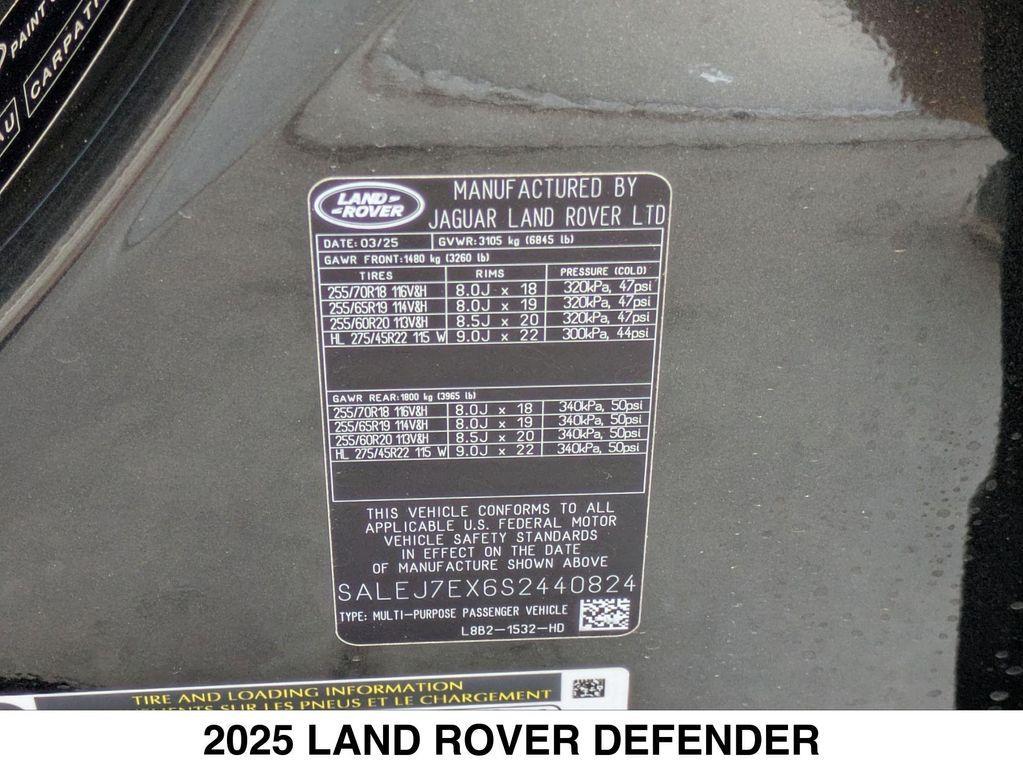 PAINT
CARPATI
AU
LAND
ROVER
MANUFACTURED BY
JAGUAR LAND ROVER LTD
DATE: 03/25 GVWR: 3105 kg (6845 lb)
GAWR FRONT: 1480 kg (3260 lb)
TIRES RIMS PRESSURE (COLD)
255/70R18 116V&H 8.0J x 18 320kPa, 47psi
255/65R19 114V&H 8.0J x 19 320kPa, 47psi
255/60R20 113V&H 8.5J x 20 320kPa, 47psi
HL 275/45R22 115 W 9.0J x 22 300kPa, 44psi
GAWR REAR: 1800 kg (3965 lb)
255/70R18 116V&H 8.0J x 18 340kPa, 50psi
255/65R19 114V&H 8.0J x 19 340kPa, 50psi
255/60R20 113V&H 8.5J x 20 340kPa, 50psi
HL 275/45R22 115 W 9.0J x 22 340kPa, 50psi
THIS VEHICLE CONFORMS TO ALL
APPLICABLE U.S. FEDERAL MOTOR
VEHICLE SAFETY STANDARDS
IN EFFECT ON THE DATE
OF MANUFACTURE SHOWN ABOVE
SALEJ7EX6S2440824
TYPE: MULTI-PURPOSE PASSENGER VEHICLE
L8B2-1532-HD
TIRE AND LOADING INFORMATION
SUR LES PNEUS ET LE CHARGEMENT
2025 LAND ROVER DEFENDER